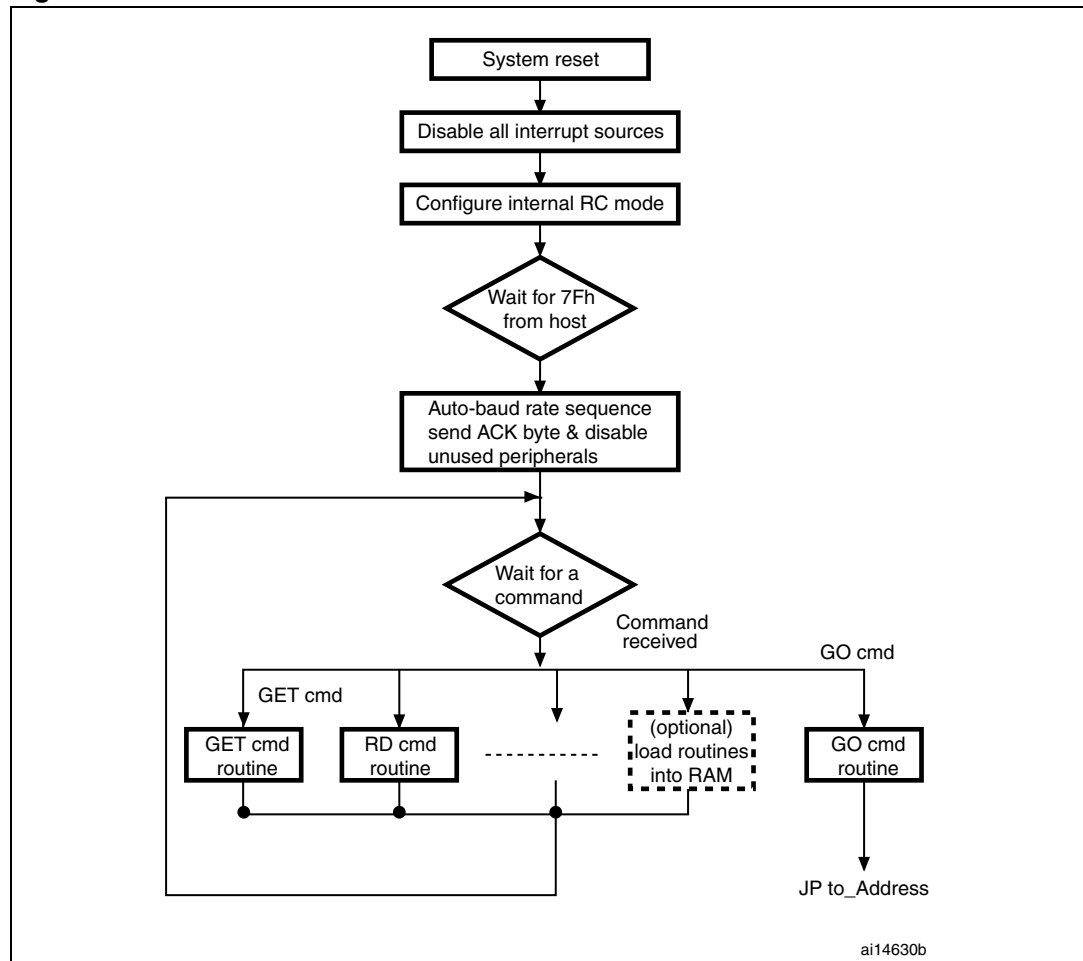 System reset
Disable all interrupt sources
Configure internal RC mode
Wait for 7Fh
from host
Auto-baud rate sequence
send ACK byte & disable
unused peripherals
Wait for a
command
Command
received
GO cmd
GET cmd
GET cmd
routine
RD cmd
routine
(optional)
load routines
into RAM
GO cmd
routine
JP to_Address
ai14630b